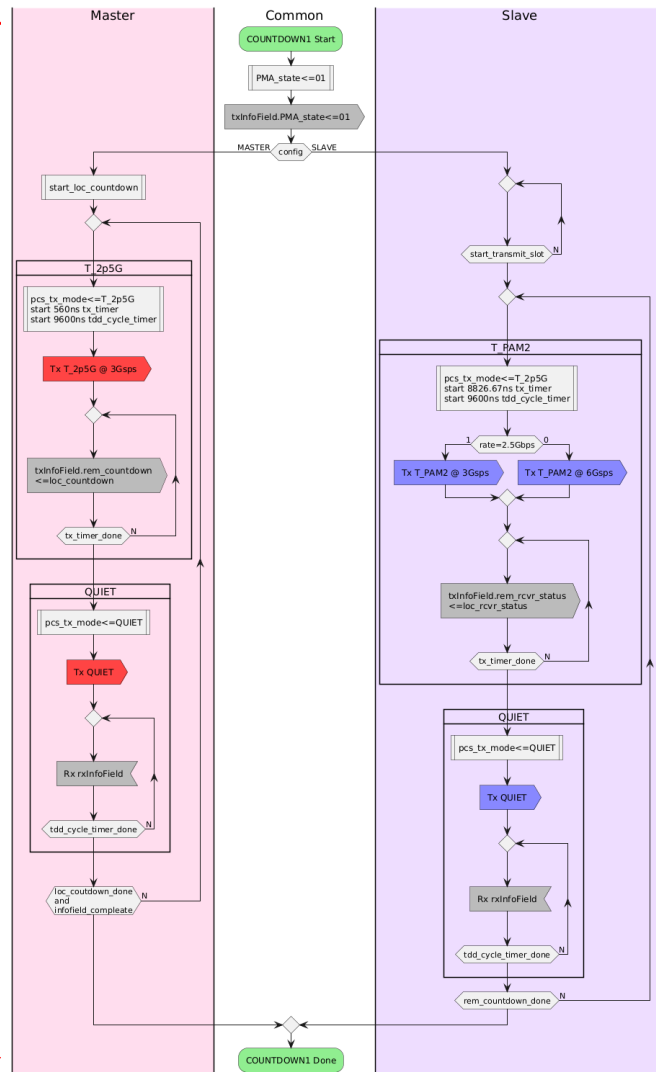 Master
Common
Slave
COUNTDOWN1 Start
PMA_state<=01
txInfoField.PMA_state<=01
MASTER
config
SLAVE
start_loc_countdown
T_2p5G
pcs_tx_mode<=T_2p5G
start 560ns tx_timer
start 9600ns tdd_cycle_timer
Tx T_2p5G @ 3Gsps
txInfoField.rem_countdown
<=loc_countdown
tx_timer_done
N
QUIET
pcs_tx_mode<=QUIET
Tx QUIET
Rx rxInfoField
tdd_cycle_timer_done
N
loc_coutdown_done
and
infofield_compleate
N
start_transmit_slot
N
T_PAM2
pcs_tx_mode<=T_2p5G
start 8826.67ns tx_timer
start 9600ns tdd_cycle_timer
1
rate=2.5Gbps
0
Tx T_PAM2 @ 3Gsps
Tx T_PAM2 @ 6Gsps
txInfoField.rem_rcvr_status
<=loc_rcvr_status
tx_timer_done
N
QUIET
pcs_tx_mode<=QUIET
Tx QUIET
Rx rxInfoField
tdd_cycle_timer_done
N
rem_countdown_done
N
COUNTDOWN1 Done